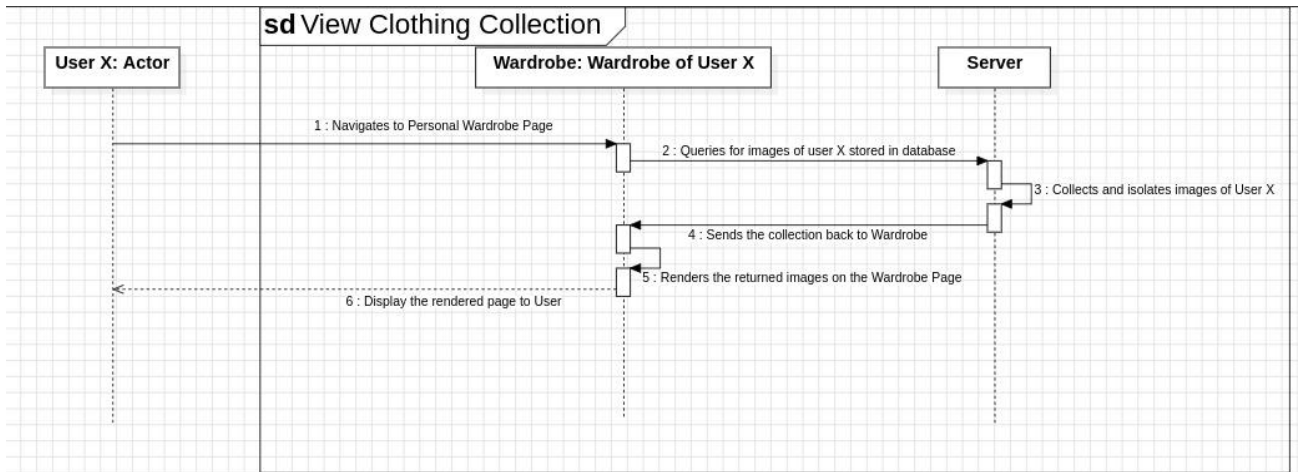 sd View Clothing Collection
User X: Actor
Wardrobe: Wardrobe of User X
Server
1 : Navigates to Personal Wardrobe Page
2 : Queries for images of user X stored in database
3 : Collects and isolates images of User X
4 : Sends the collection back to Wardrobe
5 : Renders the returned images on the Wardrobe Page
6 : Display the rendered page to User